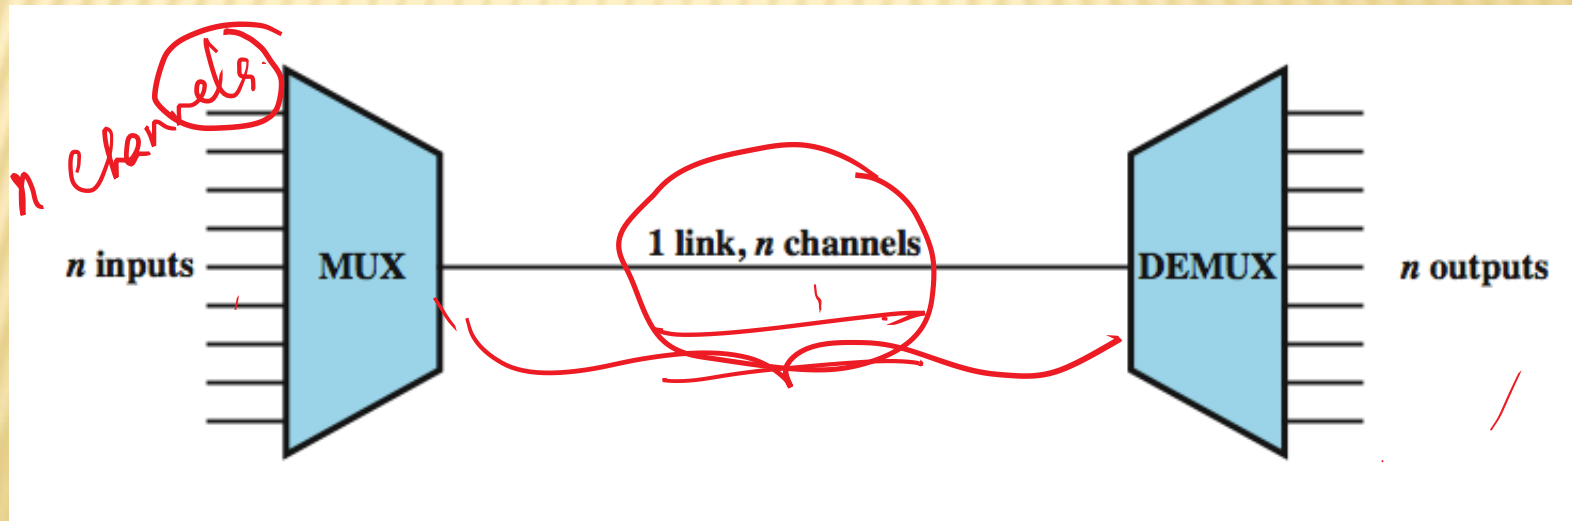 n channels
1 link, n channels
n inputs
MUX
DEMUX
n outputs